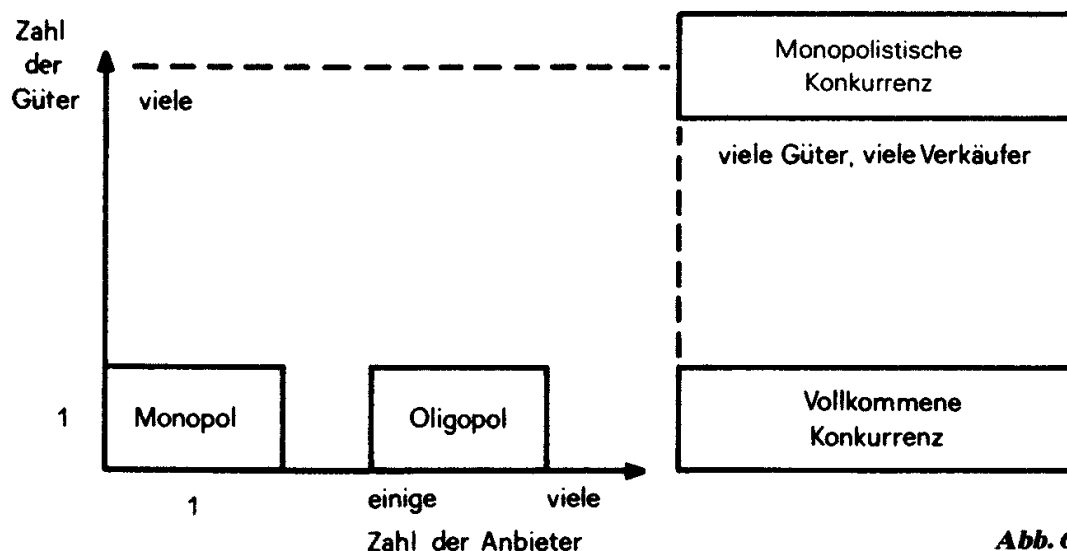 Zahl
der
Güter
viele
Monopolistische
Konkurrenz
viele Güter, viele Verkäufer
1
Monopol
Oligopol
Vollkommene
Konkurrenz
1
einige
viele
Zahl der Anbieter
Abb.